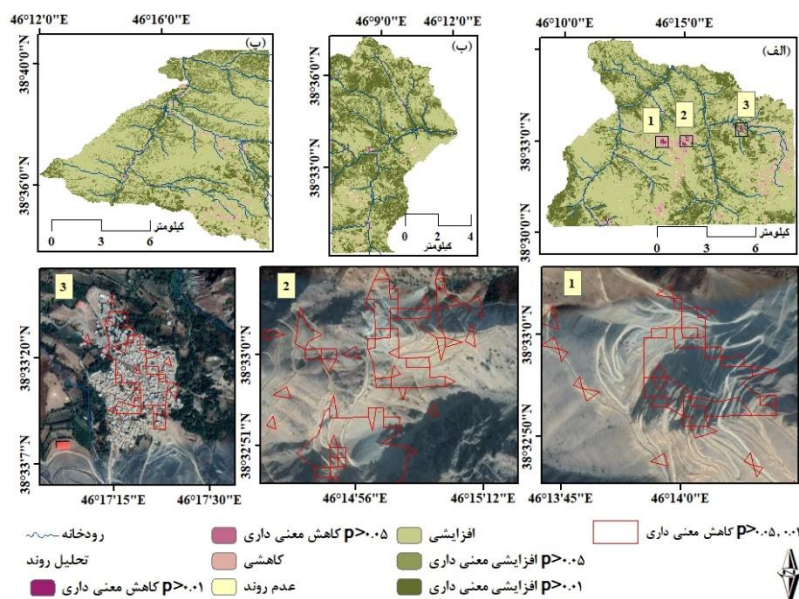 46°12'0"E
46°16'0"E
46°9'0"E
46°12'0"E
46°10'0"E
46°15'0"E
(پ)
(ب)
(الف)
38°40'0"N
38°36'0"N
38°36'0"N
38°33'0"N
38°33'0"N
38°30'0"N
1
2
3
کیلومتر
0
3
6
کیلومتر
0
2
4
کیلومتر
0
3
6
3
2
1
38°33'20"N
38°33'7"N
38°33'0"N
38°32'51"N
38°33'0"N
38°32'50"N
46°17'15"E
46°17'30"E
46°14'56"E
46°15'12"E
46°13'45"E
46°14'0"E
رودخانه
تحلیل روند
کاهش معنی داری p>۰.۰۱
کاهش معنی داری p>۰.۰۵
کاهشی
عدم روند
افزایشی
افزایشی معنی داری p>۰.۰۵
افزایشی معنی داری p>۰.۰۱
کاهش معنی داری p>۰.۰۵,۰.۰۱